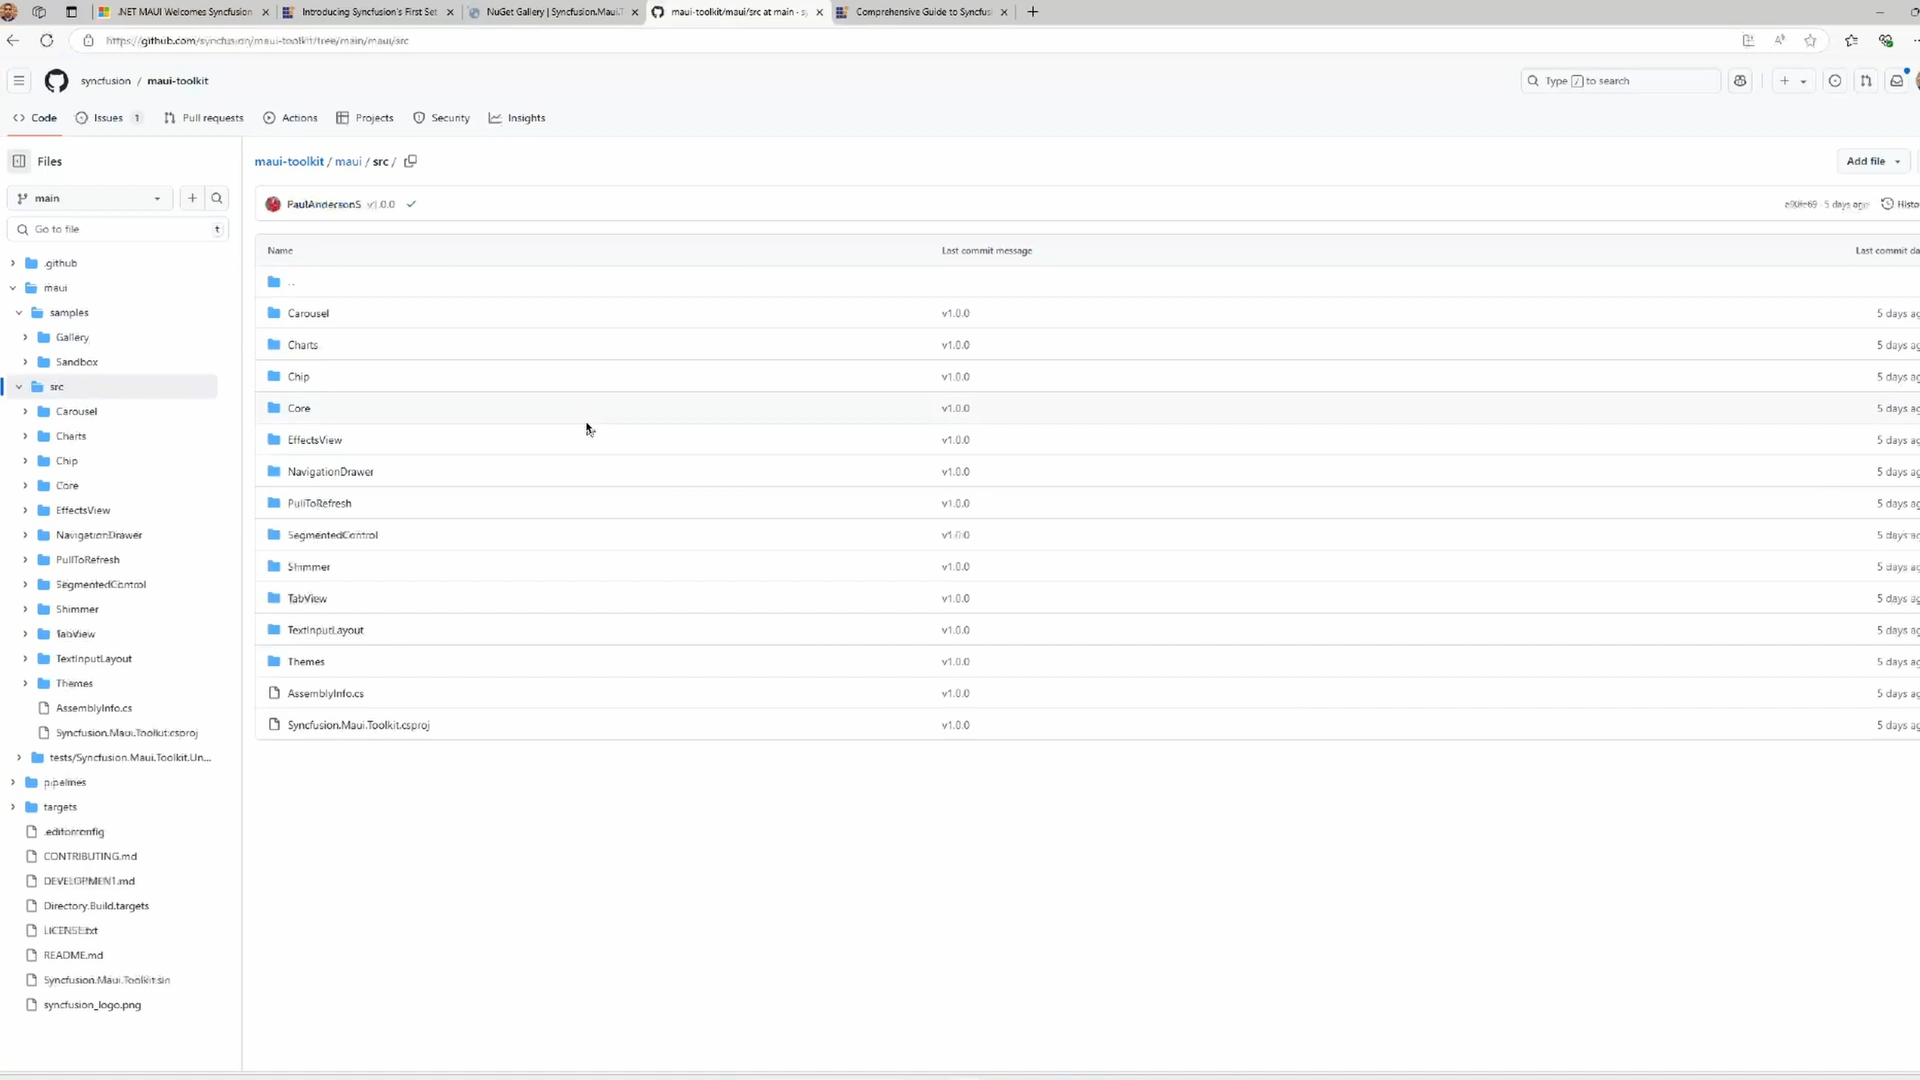 .NET MAUI Welcomes Syncfusion
Introducing Syncfusion's First Set
NuGet Gallery | Syncfusion.Maui.T
maui-toolkit/maui/src at main · s
Comprehensive Guide to Syncfus
https://github.com/syncfusion/maui-toolkit/tree/main/maui/src
syncfusion / maui-toolkit
Type / to search
Code
Issues 1
Pull requests
Actions
Projects
Security
Insights
Files
maui-toolkit / maui / src /
Add file
main
PaulAndersonS v1.0.0
5 days ago
Histo
Go to file
t
Name
Last commit message
Last commit da
.github
maui
samples
Gallery
Sandbox
src
Carousel
Charts
Chip
Core
EffectsView
NavigationDrawer
PullToRefresh
SegmentedControl
Shimmer
TabView
TextInputLayout
Themes
AssemblyInfo.cs
Syncfusion.Maui.Toolkit.csproj
tests/Syncfusion.Maui.Toolkit.Un...
pipelines
targets
.editorconfig
CONTRIBUTING.md
DEVELOPMENT.md
Directory.Build.targets
LICENSE.txt
README.md
Syncfusion.Maui.Toolkit.sln
syncfusion_logo.png
..
Carousel v1.0.0 5 days ag
Charts v1.0.0 5 days ag
Chip v1.0.0 5 days ag
Core v1.0.0 5 days ag
EffectsView v1.0.0 5 days ag
NavigationDrawer v1.0.0 5 days ag
PullToRefresh v1.0.0 5 days ag
SegmentedControl v1.0.0 5 days ag
Shimmer v1.0.0 5 days ag
TabView v1.0.0 5 days ag
TextInputLayout v1.0.0 5 days ag
Themes v1.0.0 5 days ag
AssemblyInfo.cs v1.0.0 5 days ag
Syncfusion.Maui.Toolkit.csproj v1.0.0 5 days ag